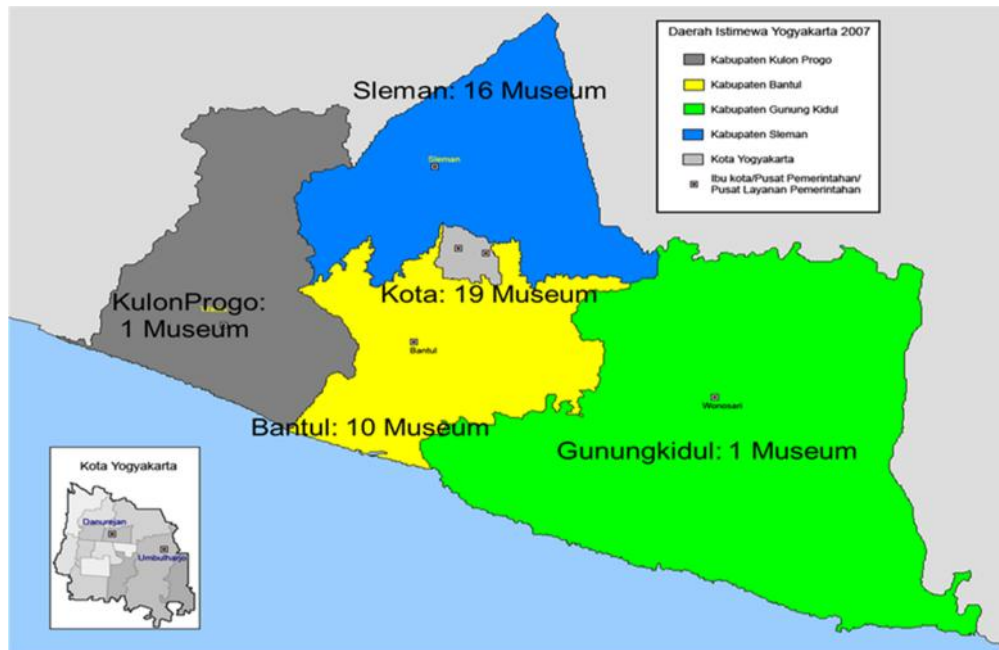 Daerah Istimewa Yogyakarta 2007
Kabupaten Kulon Progo
Kabupaten Bantul
Kabupaten Gunung Kidul
Kabupaten Sleman
Kota Yogyakarta
Ibu kota/Pusat Pemerintahan/
Pusat Layanan Pemerintahan
Sleman: 16 Museum
Sleman
Kota: 19 Museum
KulonProgo:
1 Museum
Bantul
Wonosari
Bantul: 10 Museum
Gunungkidul: 1 Museum
Kota Yogyakarta
Danurejan
Umbulharjo